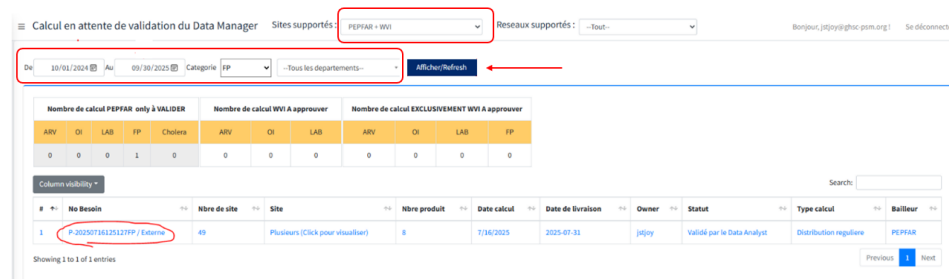 ≡ Calcul en attente de validation du Data Manager Sites supportés : PEPFAR + WVI Reseaux supportés : --Tout-- Bonjour, jstjoy@ghsc-psm.org ! Se déconnect
De 10/01/2024 Au 09/30/2025 Categorie FP --Tous les departements-- Afficher/Refresh
Nombre de calcul PEPFAR only à VALIDER Nombre de calcul WVI A approuver Nombre de calcul EXCLUSIVEMENT WVI A approuver
ARV OI LAB FP Cholera ARV OI LAB ARV OI LAB FP
0 0 0 1 0 0 0 0 0 0 0 0
Column visibility Search:
# No Besoin Nbre de site Site Nbre produit Date calcul Date de livraison Owner Statut Type calcul Bailleur
1 P-20250716125127FP / Externe 49 Plusieurs (Click pour visualiser) 8 7/16/2025 2025-07-31 jstjoy Validé par le Data Analyst Distribution reguliere PEPFAR
Showing 1 to 1 of 1 entries Previous 1 Next